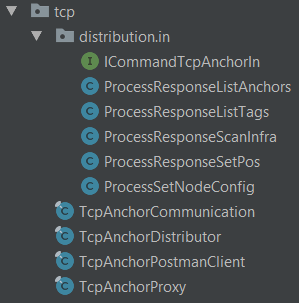 tcp
distribution.in
I ICommandTcpAnchorIn
C ProcessResponseListAnchors
C ProcessResponseListTags
C ProcessResponseScanInfra
C ProcessResponseSetPos
C ProcessSetNodeConfig
C TcpAnchorCommunication
C TcpAnchorDistributor
C TcpAnchorPostmanClient
C TcpAnchorProxy